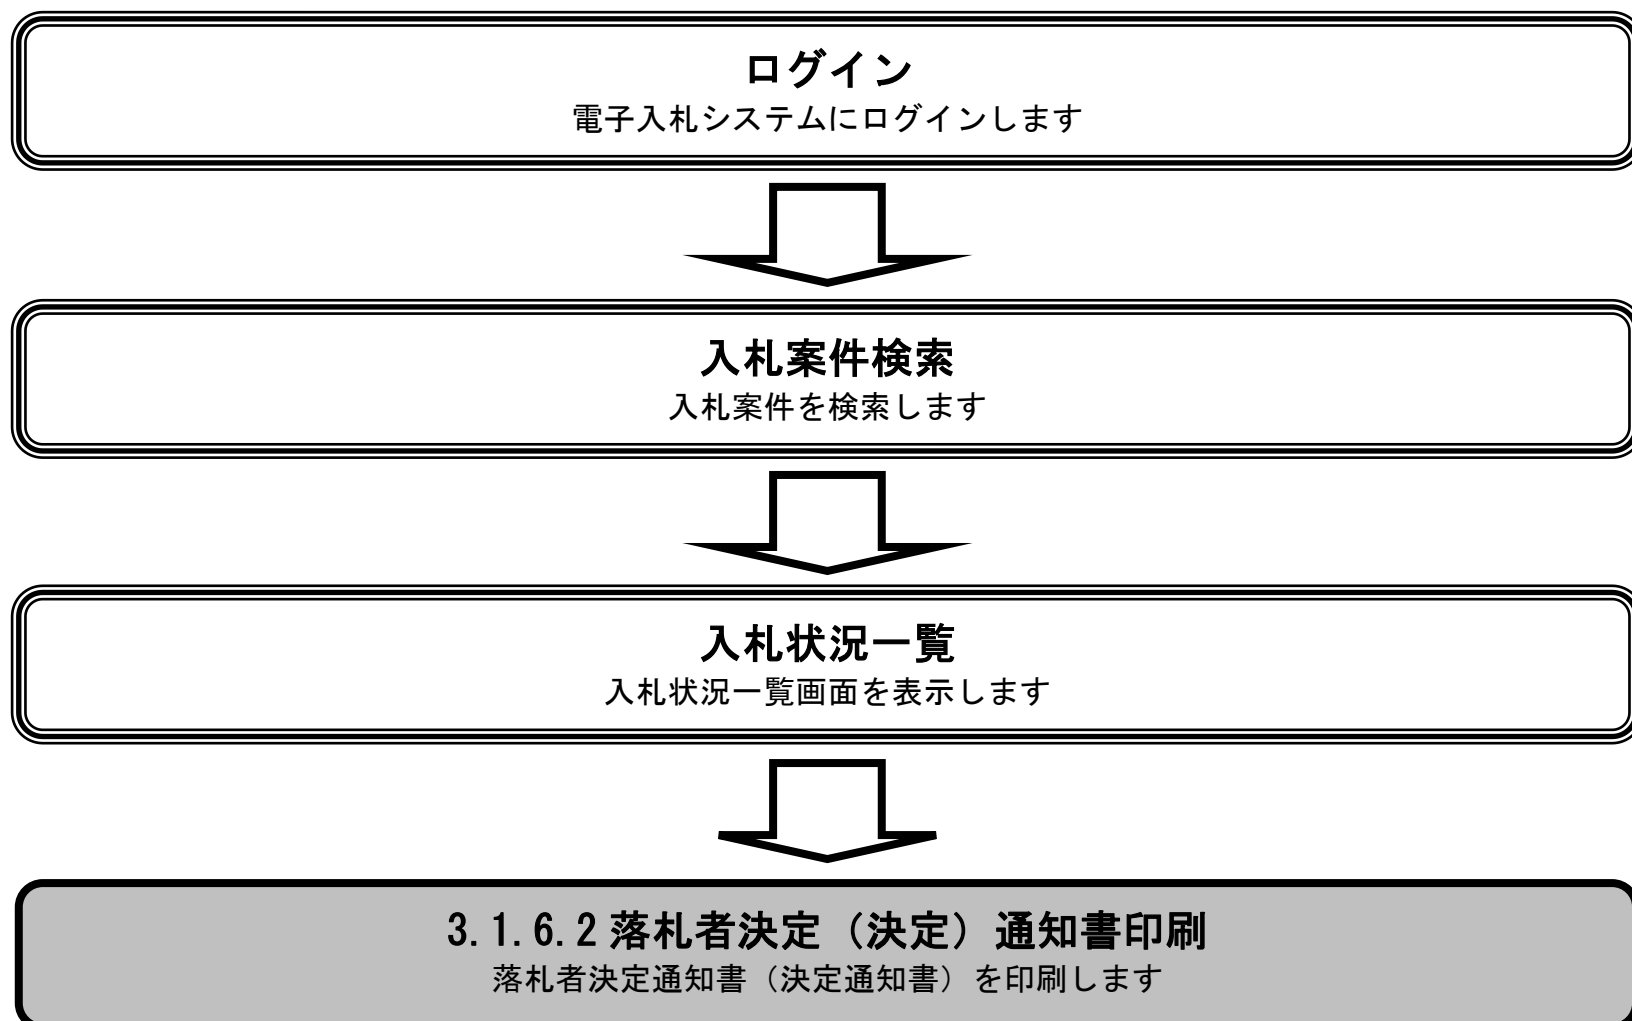 ログイン
電子入札システムにログインします
入札案件検索
入札案件を検索します
入札状況一覧
入札状況一覧画面を表示します
3.1.6.2 落札者決定（決定）通知書印刷
落札者決定通知書（決定通知書）を印刷します